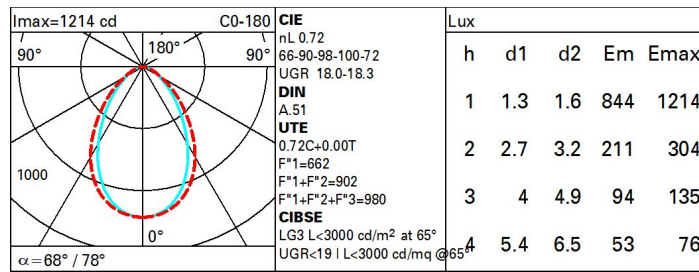 Imax=1214 cd C0-180
90° 180° 90°
1000
0°
α=68° / 78°
CIE
nL 0.72
66-90-98-100-72
UGR 18.0-18.3
DIN
A.51
UTE
0.72C+0.00T
F"1=662
F"1+F"2=902
F"1+F"2+F"3=980
CIBSE
LG3 L<3000 cd/m² at 65°
UGR<19 | L<3000 cd/mq @65°
Lux
h d1 d2 Em Emax
1 1.3 1.6 844 1214
2 2.7 3.2 211 304
3 4 4.9 94 135
4 5.4 6.5 53 76